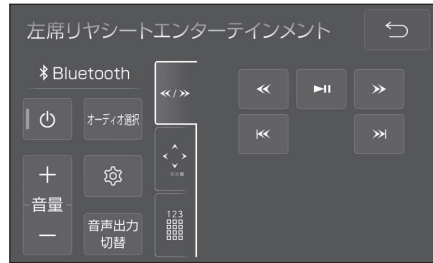 左席リヤシートエンターテインメント
Bluetooth
オーディオ選択
+
音量
−
音声出力
切替
«/»
123